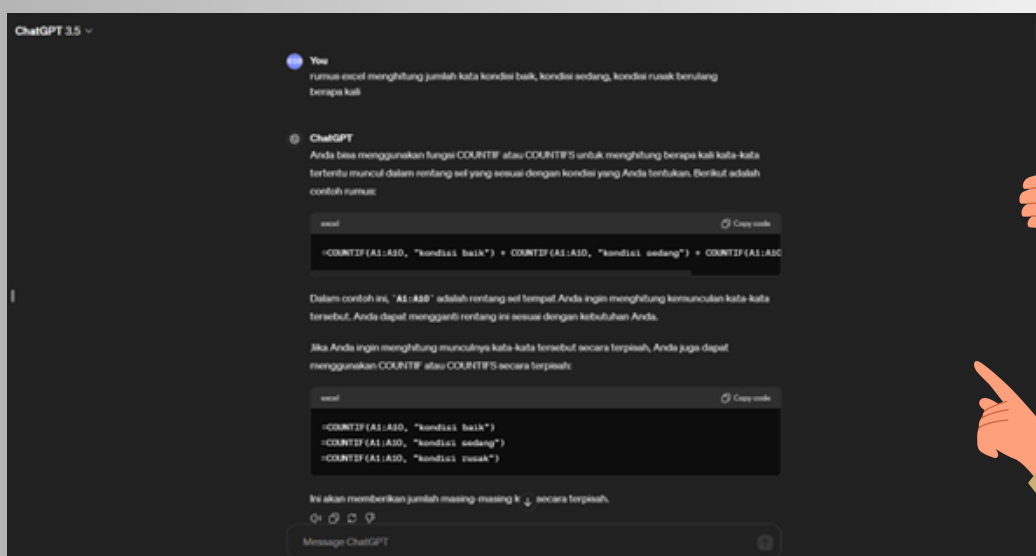 ChatGPT 3.5
You
rumus excel menghitung jumlah kata kondisi baik, kondisi sedang, kondisi rusak berulang
berapa kali
ChatGPT
Anda bisa menggunakan fungsi COUNTIF atau COUNTIFS untuk menghitung berapa kali kata-kata
tertentu muncul dalam rentang sel yang sesuai dengan kondisi yang Anda tentukan. Berikut adalah
contoh rumus:
excel Copy code
=COUNTIF(A1:A10, "kondisi baik") + COUNTIF(A1:A10, "kondisi sedang") + COUNTIF(A1:A10
Dalam contoh ini, `A1:A10` adalah rentang sel tempat Anda ingin menghitung kemunculan kata-kata
tersebut. Anda dapat mengganti rentang ini sesuai dengan kebutuhan Anda.
Jika Anda ingin menghitung munculnya kata-kata tersebut secara terpisah, Anda juga dapat
menggunakan COUNTIF atau COUNTIFS secara terpisah:
excel Copy code
=COUNTIF(A1:A10, "kondisi baik")
=COUNTIF(A1:A10, "kondisi sedang")
=COUNTIF(A1:A10, "kondisi rusak")
Ini akan memberikan jumlah masing-masing k secara terpisah.
Message ChatGPT